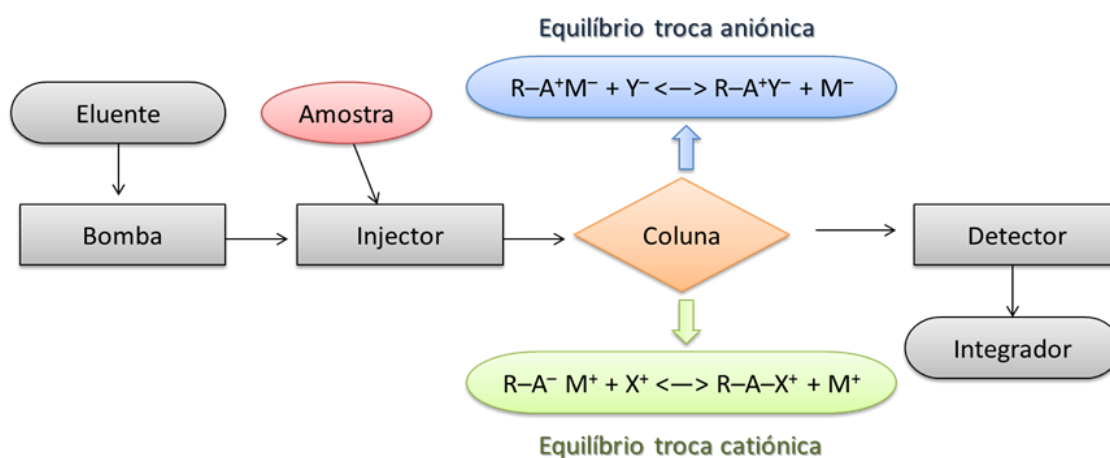 Equilíbrio troca aniónica
R–A⁺M⁻ + Y⁻ <—> R–A⁺Y⁻ + M⁻
Eluente
Amostra
Bomba
Injector
Coluna
Detector
Integrador
R–A⁻ M⁺ + X⁺ <—> R–A–X⁺ + M⁺
Equilíbrio troca catiónica